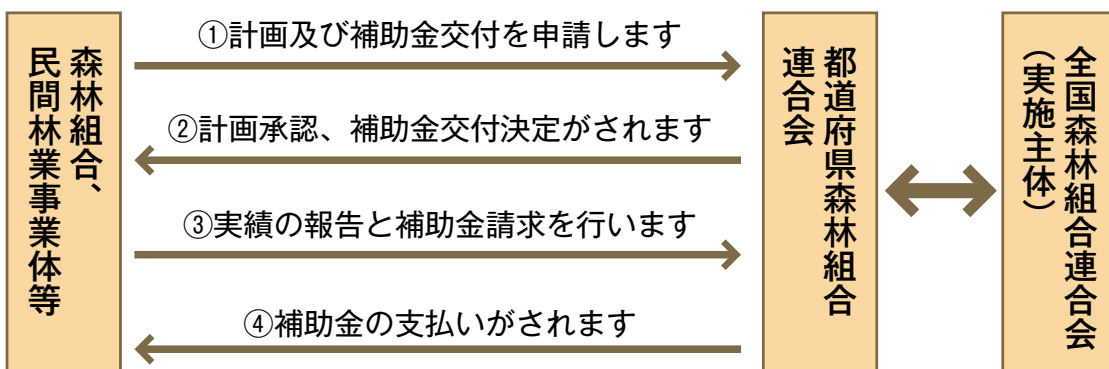 森林組合、
民間林業事業体等
①計画及び補助金交付を申請します
②計画承認、補助金交付決定がされます
③実績の報告と補助金請求を行います
④補助金の支払いがされます
都道府県森林組合
連合会
全国森林組合連合会
（実施主体）